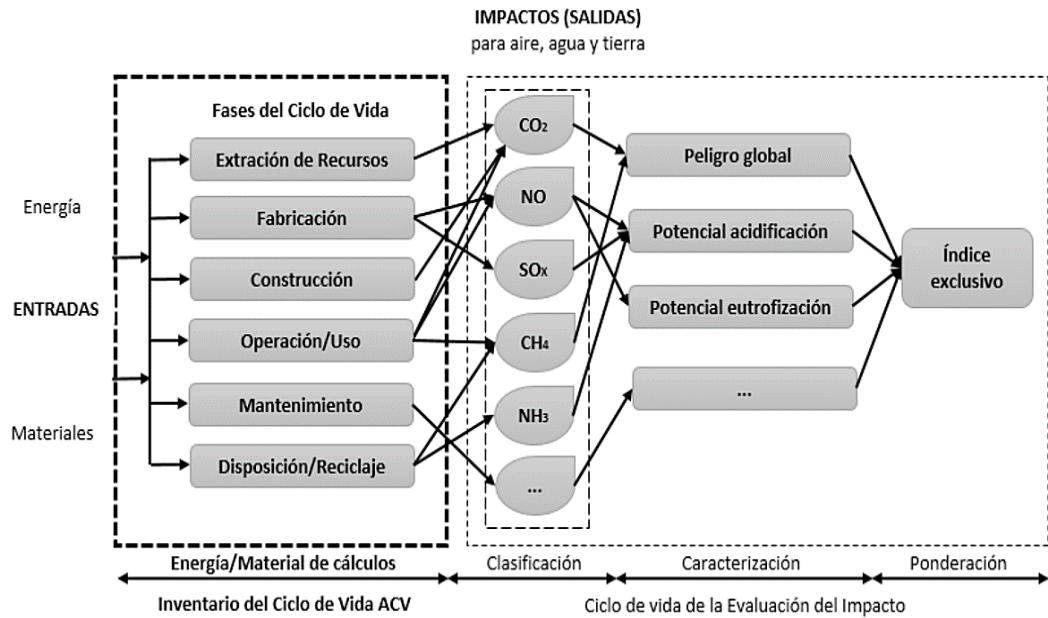 IMPACTOS (SALIDAS)
para aire, agua y tierra
Fases del Ciclo de Vida
Energía
ENTRADAS
Materiales
Extración de Recursos
Fabricación
Construcción
Operación/Uso
Mantenimiento
Disposición/Reciclaje
CO₂
NO
SOX
CH₄
NH₃
...
Peligro global
Potencial acidificación
Potencial eutrofización
...
Índice
exclusivo
Energía/Material de cálculos
Clasificación
Caracterización
Ponderación
Inventario del Ciclo de Vida ACV
Ciclo de vida de la Evaluación del Impacto